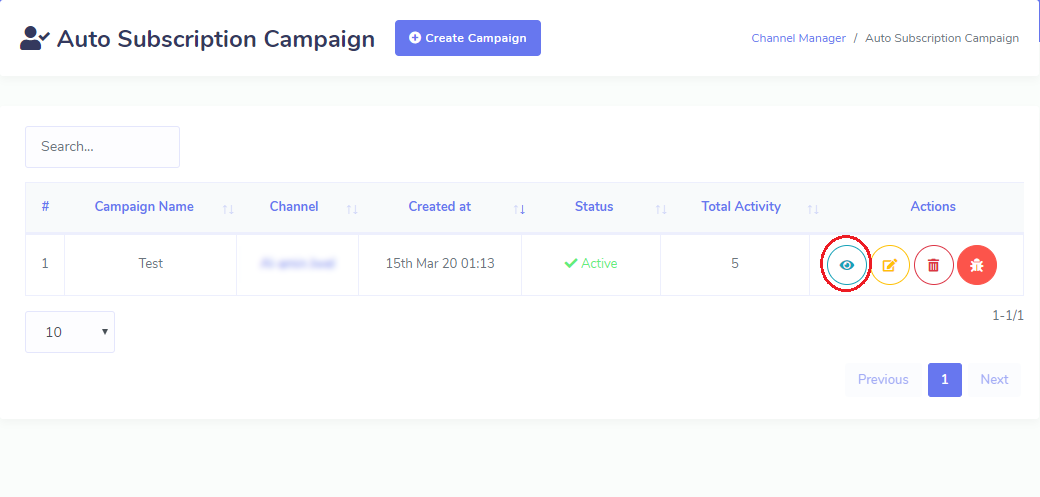 Auto Subscription Campaign
Create Campaign
Channel Manager / Auto Subscription Campaign
Search...
# Campaign Name Channel Created at Status Total Activity Actions
1 Test 15th Mar 20 01:13 Active 5
10
1-1/1
Previous 1 Next